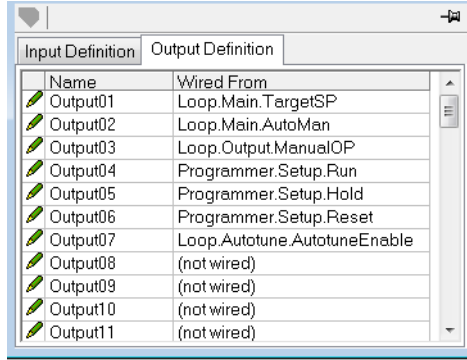 Input Definition Output Definition
Name Wired From
Output01 Loop.Main.TargetSP
Output02 Loop.Main.AutoMan
Output03 Loop.Output.ManualOP
Output04 Programmer.Setup.Run
Output05 Programmer.Setup.Hold
Output06 Programmer.Setup.Reset
Output07 Loop.Autotune.AutotuneEnable
Output08 (not wired)
Output09 (not wired)
Output10 (not wired)
Output11 (not wired)